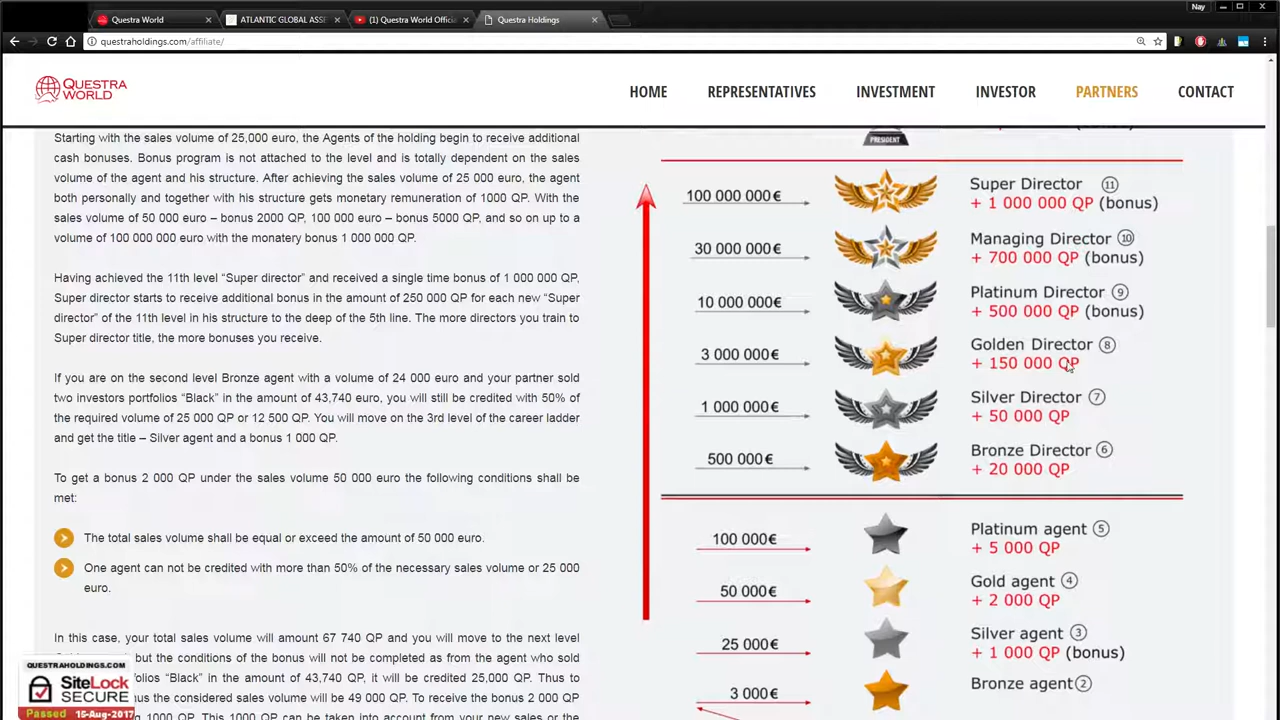 Nay
Questra World
ATLANTIC GLOBAL ASSE
(1) Questra World Offici
Questra Holdings
questraholdings.com/affiliate/
QUESTRA
WORLD
HOME
REPRESENTATIVES
INVESTMENT
INVESTOR
PARTNERS
CONTACT
Starting with the sales volume of 25,000 euro, the Agents of the holding begin to receive additional
cash bonuses. Bonus program is not attached to the level and is totally dependent on the sales
volume of the agent and his structure. After achieving the sales volume of 25 000 euro, the agent
both personally and together with his structure gets monetary remuneration of 1000 QP. With the
sales volume of 50 000 euro – bonus 2000 QP, 100 000 euro – bonus 5000 QP, and so on up to a
volume of 100 000 000 euro with the monatery bonus 1 000 000 QP.
Having achieved the 11th level “Super director” and received a single time bonus of 1 000 000 QP,
Super director starts to receive additional bonus in the amount of 250 000 QP for each new “Super
director” of the 11th level in his structure to the deep of the 5th line. The more directors you train to
Super director title, the more bonuses you receive.
If you are on the second level Bronze agent with a volume of 24 000 euro and your partner sold
two investors portfolios “Black” in the amount of 43,740 euro, you will still be credited with 50% of
the required volume of 25 000 QP or 12 500 QP. You will move on the 3rd level of the career ladder
and get the title – Silver agent and a bonus 1 000 QP.
To get a bonus 2 000 QP under the sales volume 50 000 euro the following conditions shall be
met:
The total sales volume shall be equal or exceed the amount of 50 000 euro.
One agent can not be credited with more than 50% of the necessary sales volume or 25 000
euro.
In this case, your total sales volume will amount 67 740 QP and you will move to the next level
but the conditions of the bonus will not be completed as from the agent who sold
folios “Black” in the amount of 43,740 QP, it will be credited 25,000 QP. Thus to
nus the considered sales volume will be 49 000 QP. To receive the bonus 2 000 QP
1000 QP. This 1000 QP can be taken into account from your new sales or the
QUESTRAHOLDINGS.COM
SiteLock
SECURE
Passed 15-Aug-2017
PRESIDENT
100 000 000€
Super Director 11
+ 1 000 000 QP (bonus)
30 000 000€
Managing Director 10
+ 700 000 QP (bonus)
10 000 000€
Platinum Director 9
+ 500 000 QP (bonus)
3 000 000€
Golden Director 8
+ 150 000 QP
1 000 000€
Silver Director 7
+ 50 000 QP
500 000€
Bronze Director 6
+ 20 000 QP
100 000€
Platinum agent 5
+ 5 000 QP
50 000€
Gold agent 4
+ 2 000 QP
25 000€
Silver agent 3
+ 1 000 QP (bonus)
3 000€
Bronze agent 2